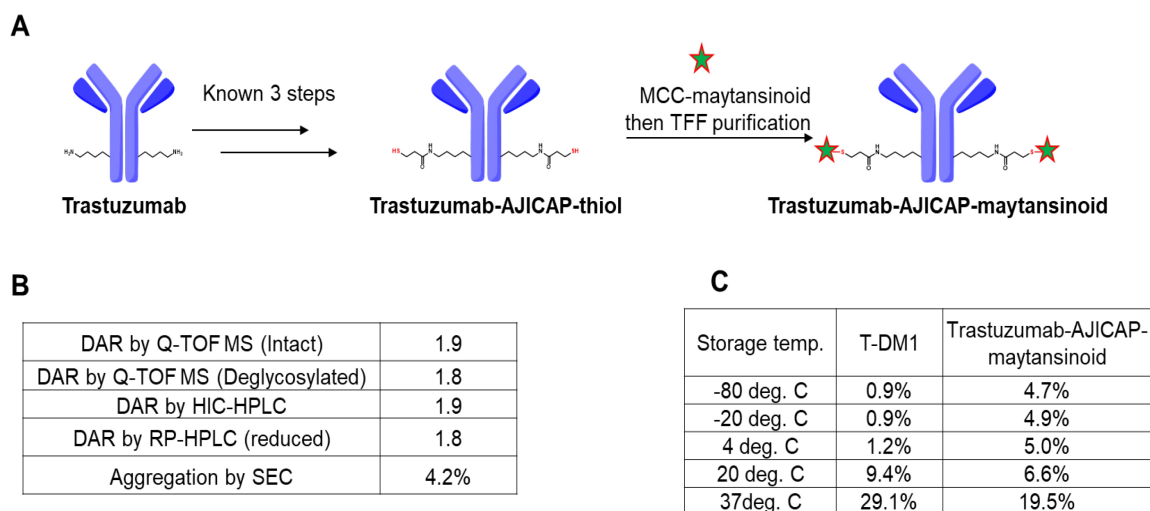 A
Known 3 steps
MCC-maytansinoid
then TFF purification
H₂N
NH₂
HS
O
H
N
H
N
O
SH
S
O
H
N
H
N
O
S
Trastuzumab
Trastuzumab-AJICAP-thiol
Trastuzumab-AJICAP-maytansinoid
B
DAR by Q-TOF MS (Intact) 1.9
DAR by Q-TOF MS (Deglycosylated) 1.8
DAR by HIC-HPLC 1.9
DAR by RP-HPLC (reduced) 1.8
Aggregation by SEC 4.2%
C
Storage temp. T-DM1 Trastuzumab-AJICAP-
maytansinoid
-80 deg. C 0.9% 4.7%
-20 deg. C 0.9% 4.9%
4 deg. C 1.2% 5.0%
20 deg. C 9.4% 6.6%
37deg. C 29.1% 19.5%